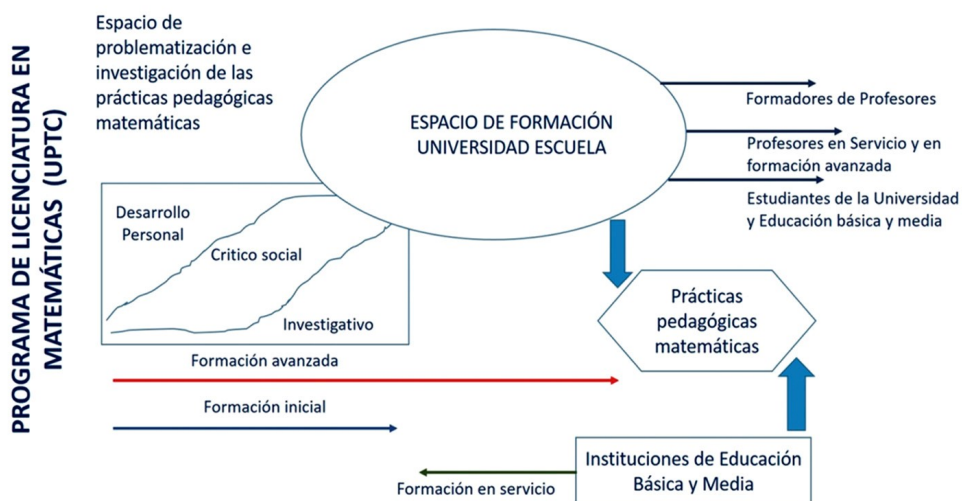 PROGRAMA DE LICENCIATURA EN
MATEMÁTICAS (UPTC)
Espacio de
problematización e
investigación de las
prácticas pedagógicas
matemáticas
ESPACIO DE FORMACIÓN
UNIVERSIDAD ESCUELA
Formadores de Profesores
Profesores en Servicio y en
formación avanzada
Estudiantes de la Universidad
y Educación básica y media
Desarrollo
Personal
Critico social
Investigativo
Prácticas
pedagógicas
matemáticas
Formación avanzada
Formación inicial
Instituciones de Educación
Básica y Media
Formación en servicio